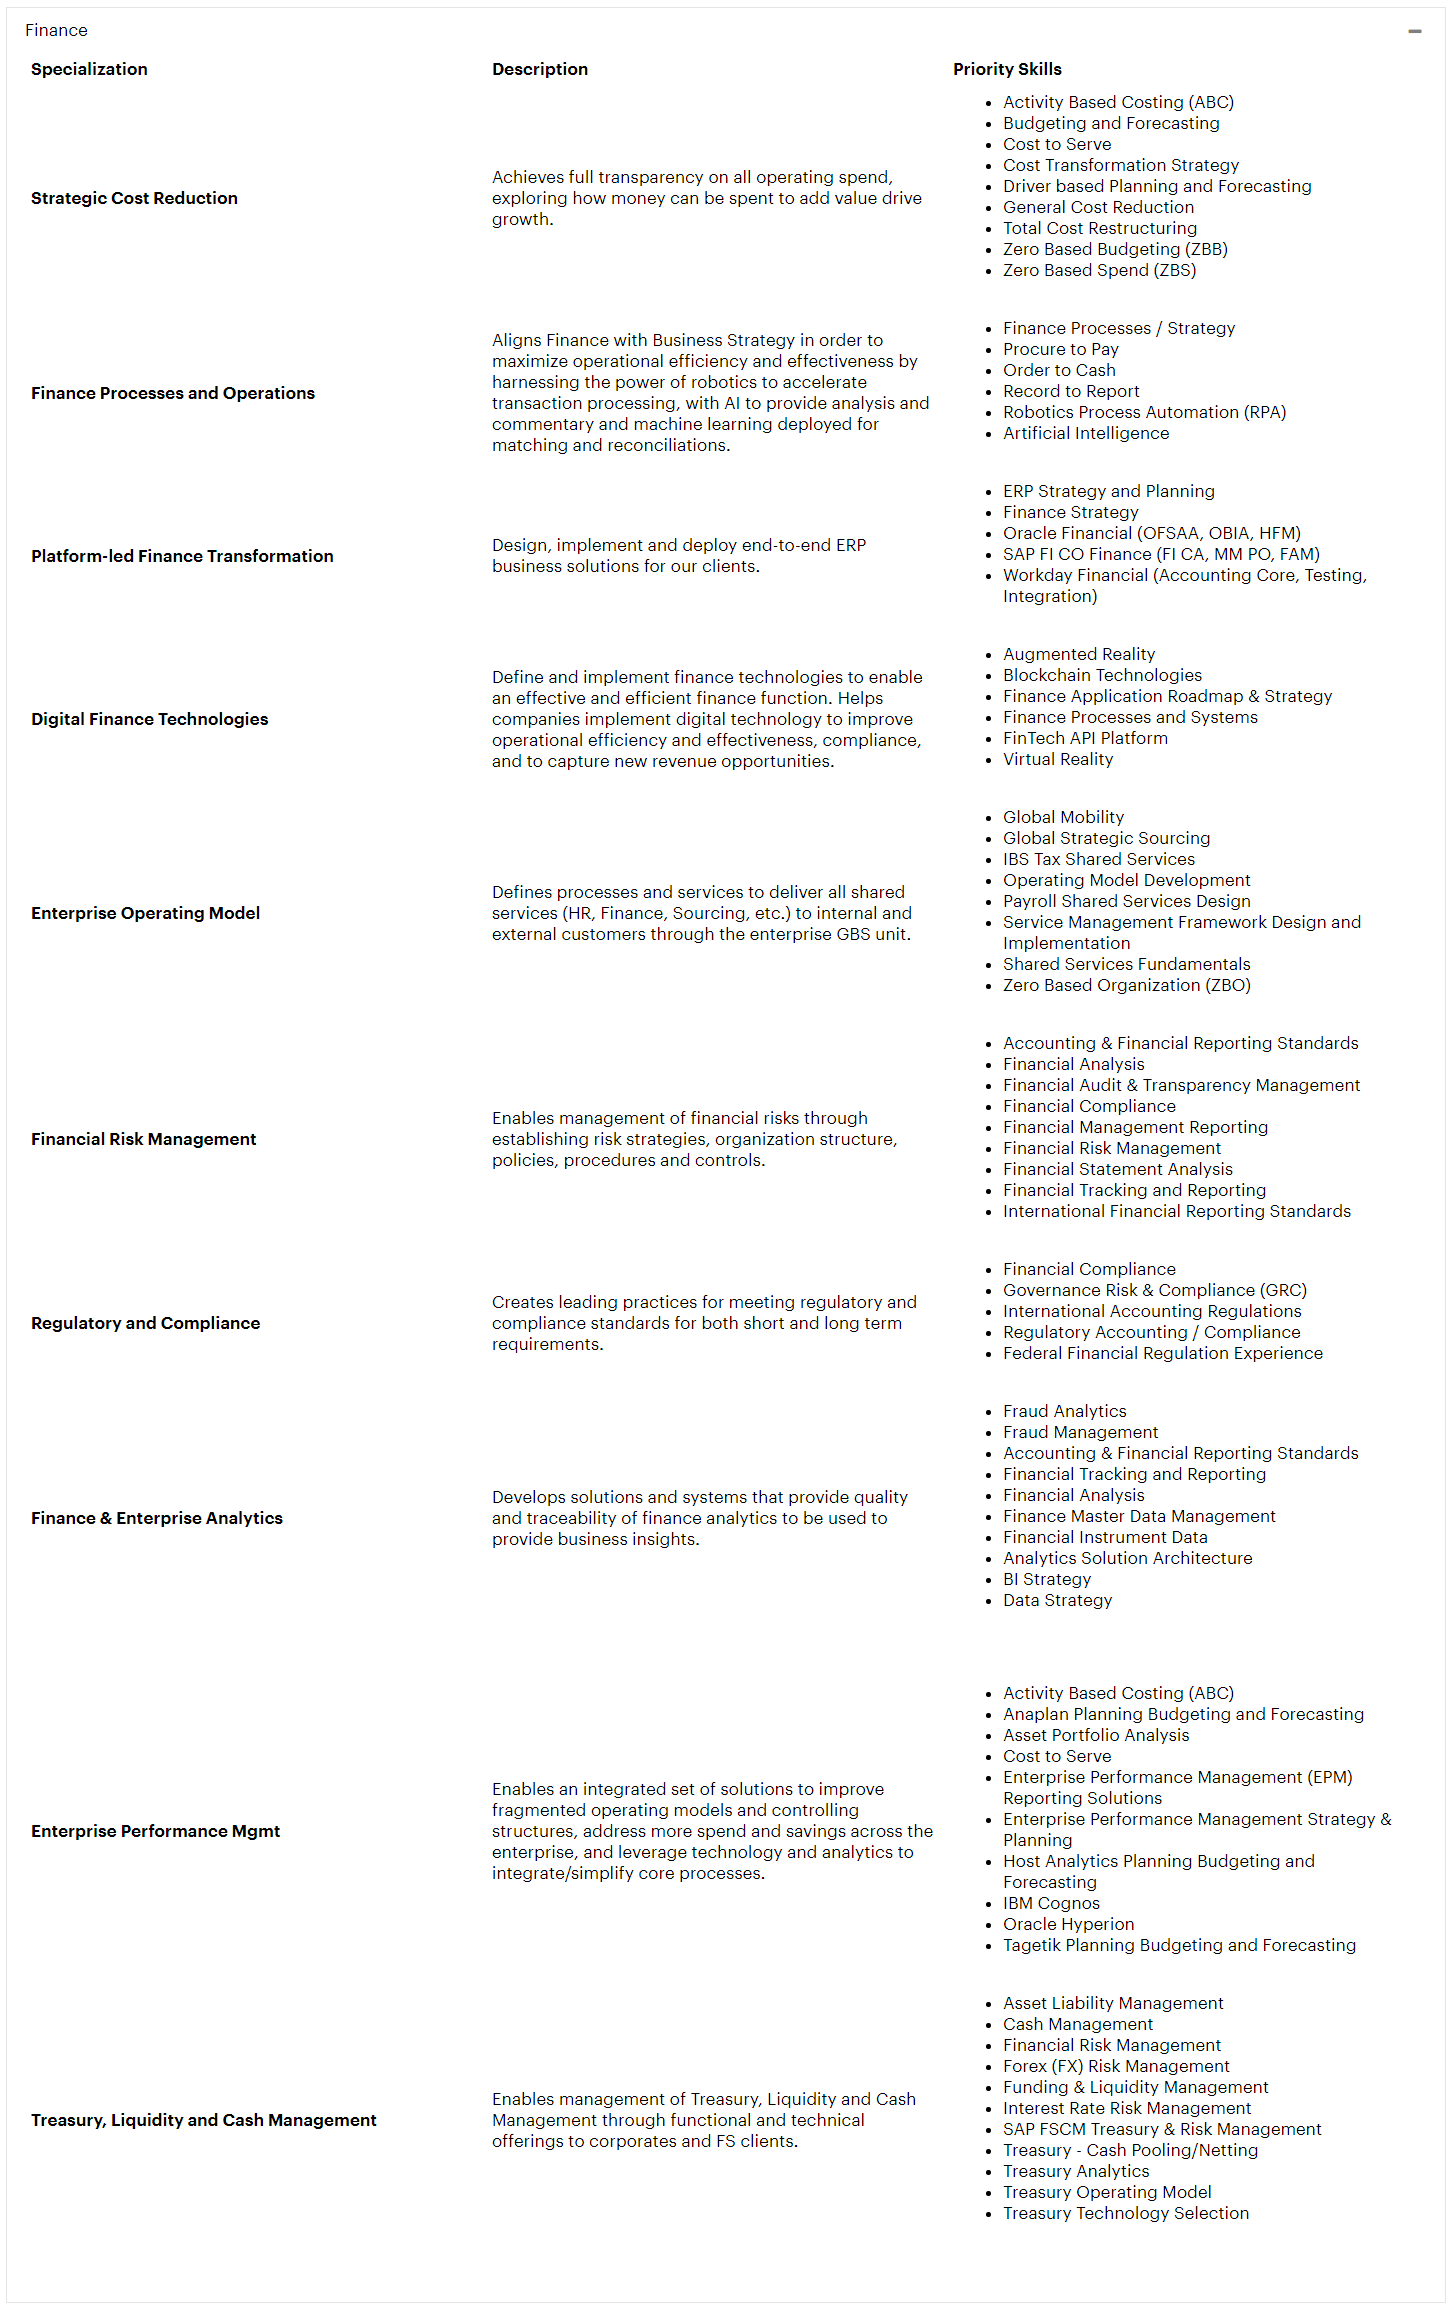 Finance
Specialization
Description
Priority Skills
Strategic Cost Reduction
Achieves full transparency on all operating spend,
exploring how money can be spent to add value drive
growth.
• Activity Based Costing (ABC)
• Budgeting and Forecasting
• Cost to Serve
• Cost Transformation Strategy
• Driver based Planning and Forecasting
• General Cost Reduction
• Total Cost Restructuring
• Zero Based Budgeting (ZBB)
• Zero Based Spend (ZBS)
Finance Processes and Operations
Aligns Finance with Business Strategy in order to
maximize operational efficiency and effectiveness by
harnessing the power of robotics to accelerate
transaction processing, with AI to provide analysis and
commentary and machine learning deployed for
matching and reconciliations.
• Finance Processes / Strategy
• Procure to Pay
• Order to Cash
• Record to Report
• Robotics Process Automation (RPA)
• Artificial Intelligence
Platform-led Finance Transformation
Design, implement and deploy end-to-end ERP
business solutions for our clients.
• ERP Strategy and Planning
• Finance Strategy
• Oracle Financial (OFSAA, OBIA, HFM)
• SAP FI CO Finance (FI CA, MM PO, FAM)
• Workday Financial (Accounting Core, Testing,
Integration)
Digital Finance Technologies
Define and implement finance technologies to enable
an effective and efficient finance function. Helps
companies implement digital technology to improve
operational efficiency and effectiveness, compliance,
and to capture new revenue opportunities.
• Augmented Reality
• Blockchain Technologies
• Finance Application Roadmap & Strategy
• Finance Processes and Systems
• FinTech API Platform
• Virtual Reality
Enterprise Operating Model
Defines processes and services to deliver all shared
services (HR, Finance, Sourcing, etc.) to internal and
external customers through the enterprise GBS unit.
• Global Mobility
• Global Strategic Sourcing
• IBS Tax Shared Services
• Operating Model Development
• Payroll Shared Services Design
• Service Management Framework Design and
Implementation
• Shared Services Fundamentals
• Zero Based Organization (ZBO)
Financial Risk Management
Enables management of financial risks through
establishing risk strategies, organization structure,
policies, procedures and controls.
• Accounting & Financial Reporting Standards
• Financial Analysis
• Financial Audit & Transparency Management
• Financial Compliance
• Financial Management Reporting
• Financial Risk Management
• Financial Statement Analysis
• Financial Tracking and Reporting
• International Financial Reporting Standards
Regulatory and Compliance
Creates leading practices for meeting regulatory and
compliance standards for both short and long term
requirements.
• Financial Compliance
• Governance Risk & Compliance (GRC)
• International Accounting Regulations
• Regulatory Accounting / Compliance
• Federal Financial Regulation Experience
Finance & Enterprise Analytics
Develops solutions and systems that provide quality
and traceability of finance analytics to be used to
provide business insights.
• Fraud Analytics
• Fraud Management
• Accounting & Financial Reporting Standards
• Financial Tracking and Reporting
• Financial Analysis
• Finance Master Data Management
• Financial Instrument Data
• Analytics Solution Architecture
• BI Strategy
• Data Strategy
Enterprise Performance Mgmt
Enables an integrated set of solutions to improve
fragmented operating models and controlling
structures, address more spend and savings across the
enterprise, and leverage technology and analytics to
integrate/simplify core processes.
• Activity Based Costing (ABC)
• Anaplan Planning Budgeting and Forecasting
• Asset Portfolio Analysis
• Cost to Serve
• Enterprise Performance Management (EPM)
Reporting Solutions
• Enterprise Performance Management Strategy &
Planning
• Host Analytics Planning Budgeting and
Forecasting
• IBM Cognos
• Oracle Hyperion
• Tagetik Planning Budgeting and Forecasting
Treasury, Liquidity and Cash Management
Enables management of Treasury, Liquidity and Cash
Management through functional and technical
offerings to corporates and FS clients.
• Asset Liability Management
• Cash Management
• Financial Risk Management
• Forex (FX) Risk Management
• Funding & Liquidity Management
• Interest Rate Risk Management
• SAP FSCM Treasury & Risk Management
• Treasury - Cash Pooling/Netting
• Treasury Analytics
• Treasury Operating Model
• Treasury Technology Selection